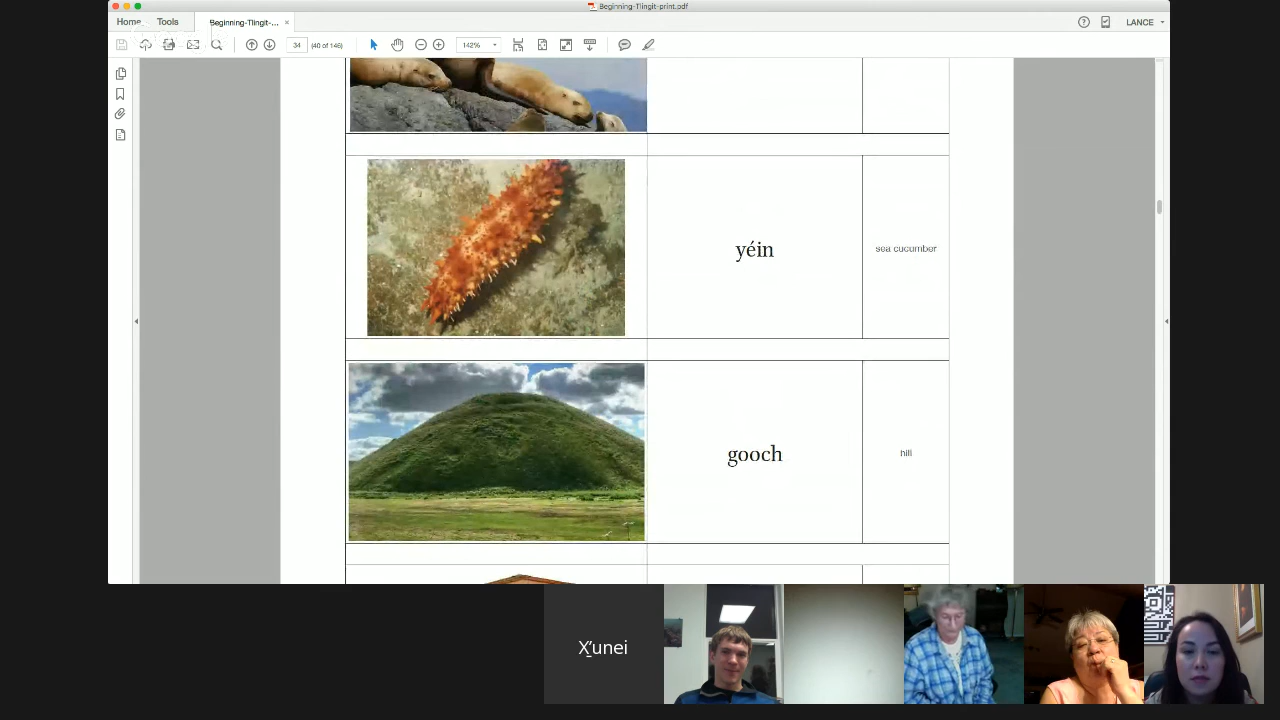 Beginning-Tlingit-print.pdf
Home Tools Beginning-Tlingit-... × LANCE
34 (40 of 146) 142%
yéin sea cucumber
gooch hill
X̱ʼunei